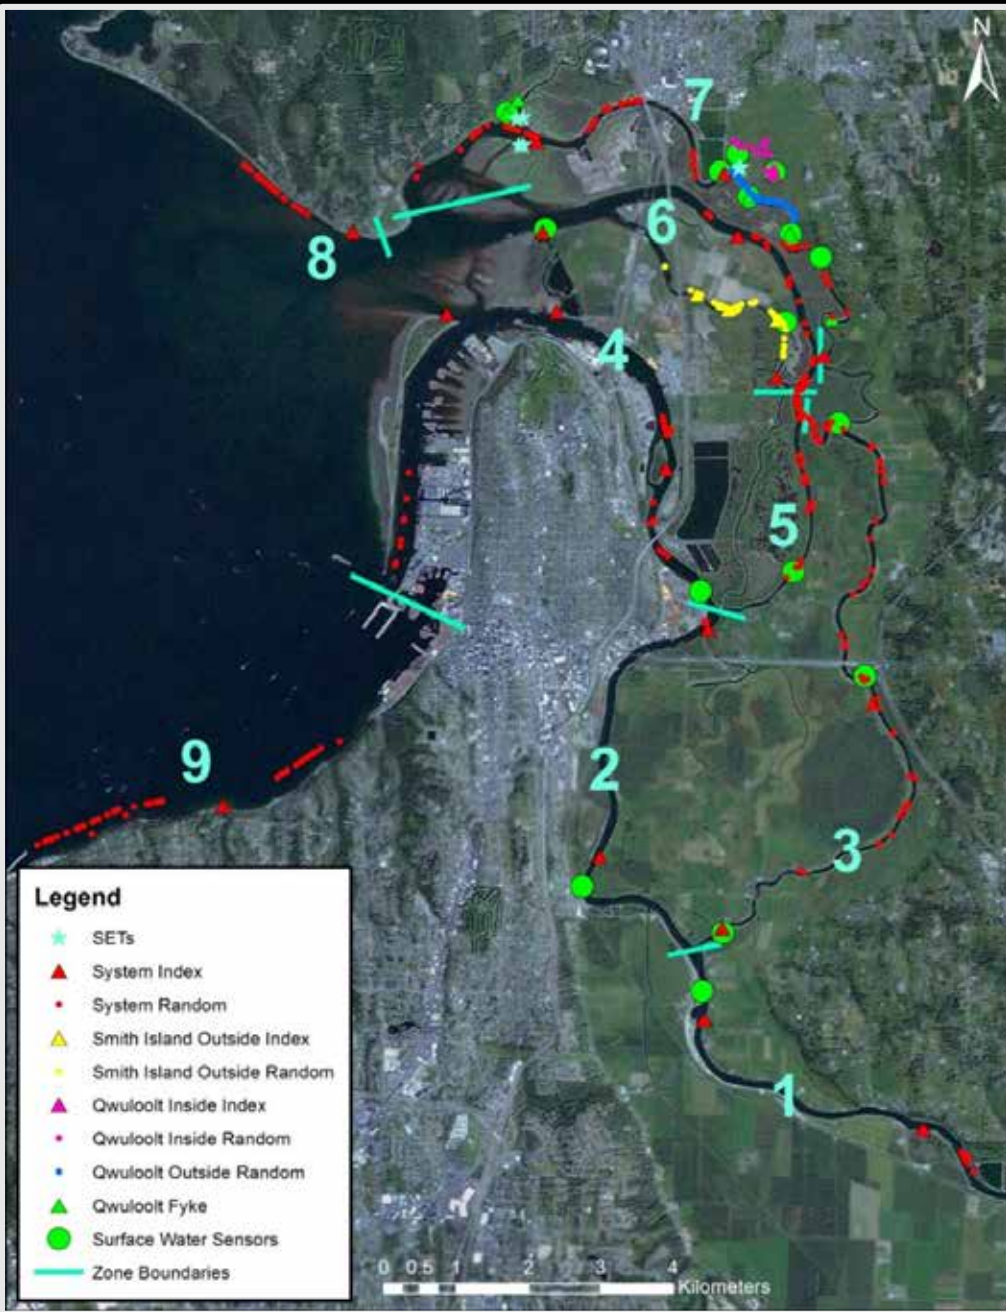 N
7
6
8
4
5
2
9
3
1
Legend
SETs
System Index
System Random
Smith Island Outside Index
Smith Island Outside Random
Qwuloolt Inside Index
Qwuloolt Inside Random
Qwuloolt Outside Random
Qwuloolt Fyke
Surface Water Sensors
Zone Boundaries
0 0.5 1 2 3 4
Kilometers